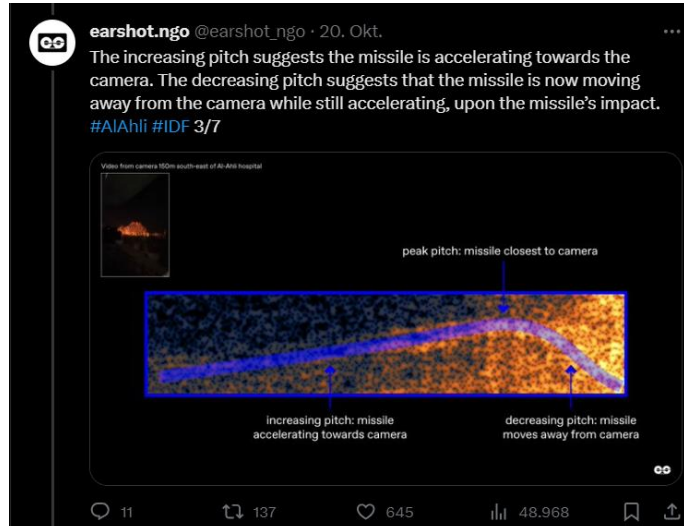 earshot.ngo @earshot_ngo · 20. Okt.
The increasing pitch suggests the missile is accelerating towards the
camera. The decreasing pitch suggests that the missile is now moving
away from the camera while still accelerating, upon the missile's impact.
#AlAhli #IDF 3/7
Video from camera 150m south-east of Al-Ahli hospital
peak pitch: missile closest to camera
increasing pitch: missile
accelerating towards camera
decreasing pitch: missile
moves away from camera
11 137 645 48.968